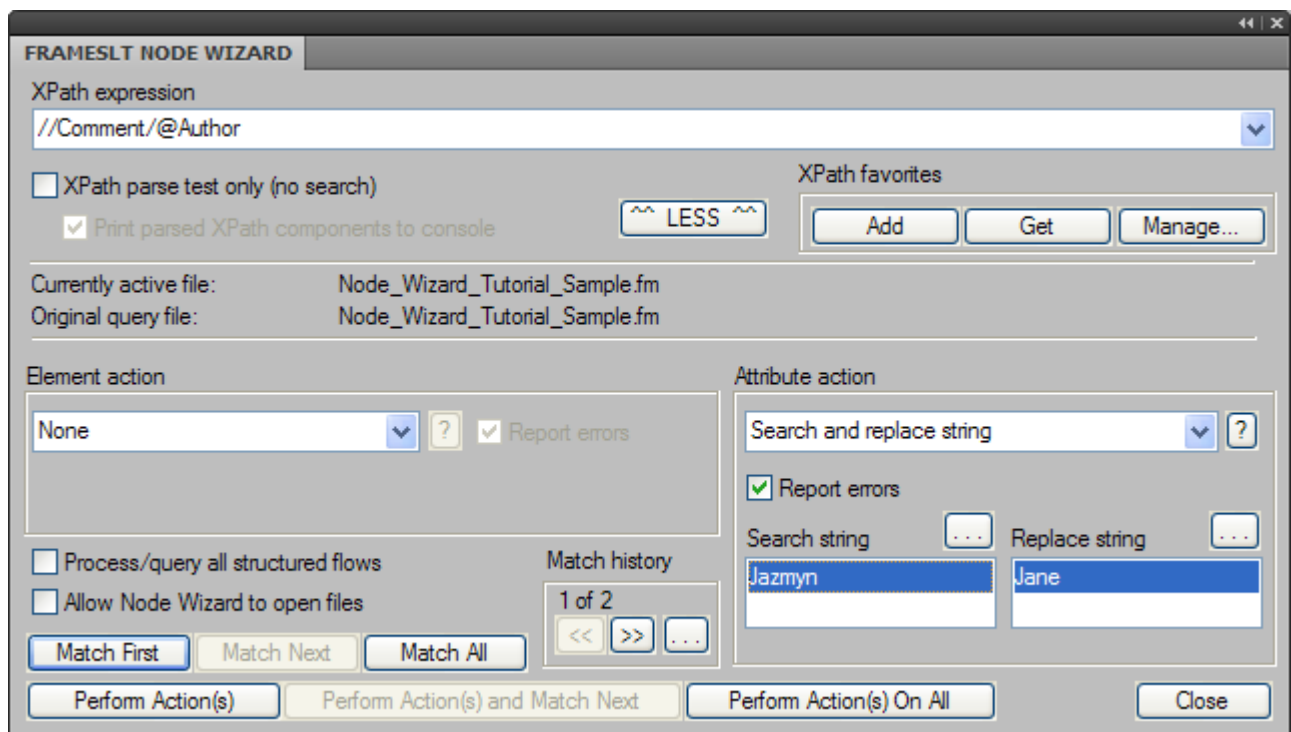 FRAMESLT NODE WIZARD
XPath expression
//Comment/@Author
XPath parse test only (no search)
Print parsed XPath components to console
^^ LESS ^^
XPath favorites
Add Get Manage...
Currently active file: Node_Wizard_Tutorial_Sample.fm
Original query file: Node_Wizard_Tutorial_Sample.fm
Element action
None ? Report errors
Attribute action
Search and replace string ?
Report errors
Search string ... Replace string ...
Jazmyn Jane
Process/query all structured flows
Allow Node Wizard to open files
Match history
1 of 2
<< >> ...
Match First Match Next Match All
Perform Action(s) Perform Action(s) and Match Next Perform Action(s) On All Close